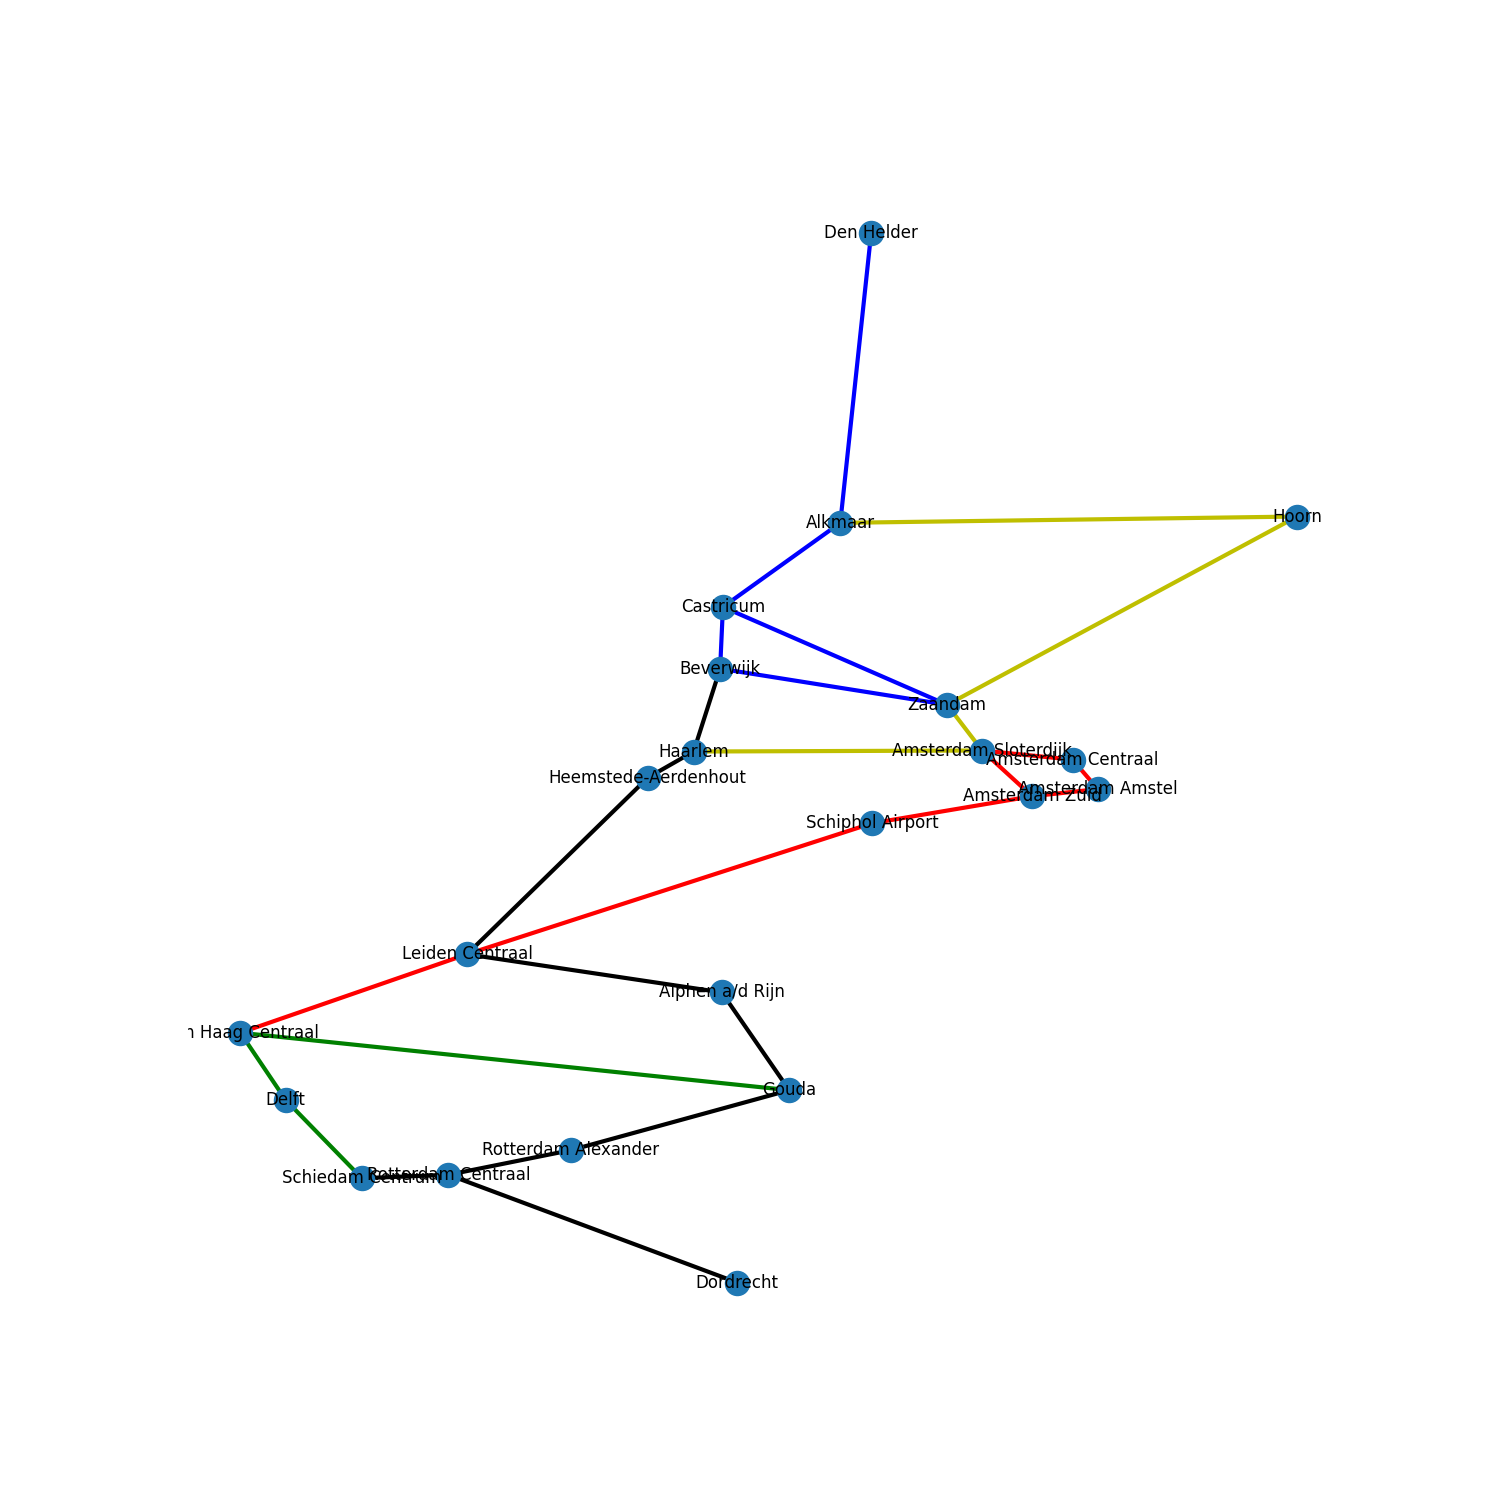 Den Helder
Hoorn
Alkmaar
Castricum
Beverwijk
Zaandam
Haarlem
Amsterdam Sloterdijk
Amsterdam Centraal
Heemstede-Aerdenhout
Amsterdam Amstel
Amsterdam Zuid
Schiphol Airport
Leiden Centraal
Alphen a/d Rijn
n Haag Centraal
Gouda
Delft
Rotterdam Alexander
Rotterdam Centraal
Schiedam Centrum
Dordrecht